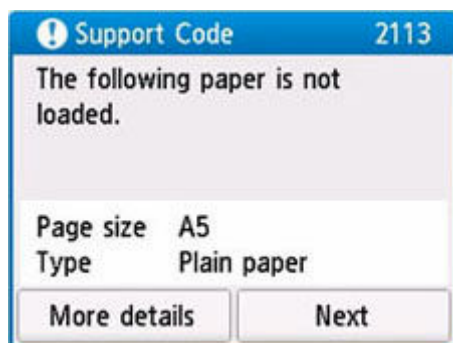 Support Code 2113
The following paper is not
loaded.
Page size A5
Type Plain paper
More details Next